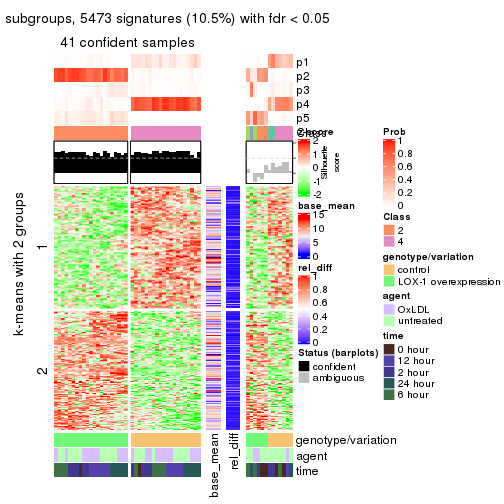 subgroups, 5473 signatures (10.5%) with fdr < 0.05
41 confident samples
p1
p2
p3
p4
p5
Class
Silhouette
score
k-means with 2 groups
1
2
genotype/variation
agent
time
base_mean
rel_diff
z-score
2
1
0
-1
-2
base_mean
15
10
5
0
rel_diff
1
0.8
0.6
0.4
0.2
0
Status (barplots)
confident
ambiguous
Prob
1
0.8
0.6
0.4
0.2
0
Class
2
4
genotype/variation
control
LOX-1 overexpression
agent
OxLDL
untreated
time
0 hour
12 hour
2 hour
24 hour
6 hour